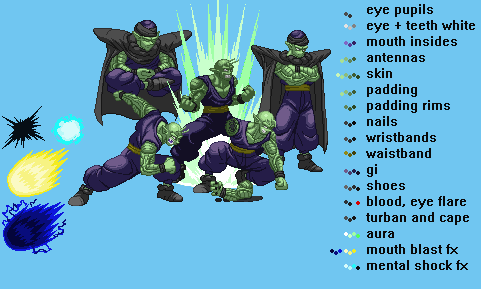 eye pupils
eye + teeth white
mouth insides
antennas
skin
padding
padding rims
nails
wristbands
waistband
gi
shoes
blood, eye flare
turban and cape
aura
mouth blast fx
mental shock fx